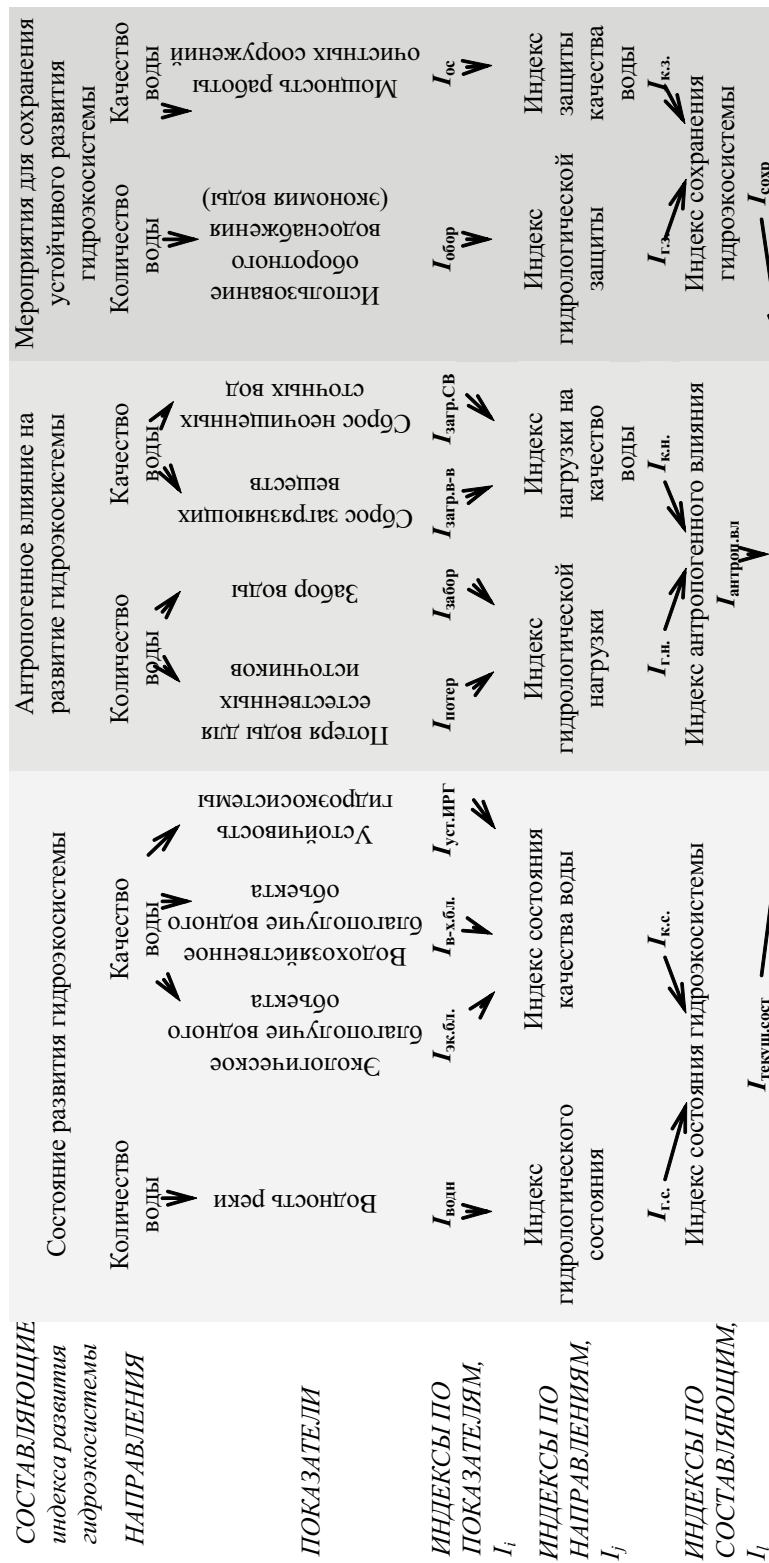 СОСТАВЛЯЮЩИЕ
индекса развития
гидроэкосистемы
Состояние развития гидроэкосистемы
Антропогенное влияние на
развитие гидроэкосистемы
Мероприятия для сохранения
устойчивого развития
гидроэкосистемы
НАПРАВЛЕНИЯ
Количество
воды
Качество
воды
Количество
воды
Качество
воды
Количество
воды
Качество
воды
ПОКАЗАТЕЛИ
Водность реки
Экологическое
благополучие водного
объекта
Водохозяйственное
благополучие водного
объекта
Устойчивость
гидроэкосистемы
Потеря воды для
естественных
источников
Забор воды
Сброс загрязняющих
веществ
Сброс неочищенных
сточных вод
Использование
оборотного
водоснабжения
(экономия воды)
Мощность работы
очистных сооружений
ИНДЕКСЫ ПО
ПОКАЗАТЕЛЯМ,
I_i
I_водн
I_эк.бл.
I_в-х.бл.
I_уст.ИРГ
I_потер
I_забор
I_загр.в-в
I_загр.СВ
I_обор
I_ос
ИНДЕКСЫ ПО
НАПРАВЛЕНИЯМ,
I_j
Индекс
гидрологического
состояния
Индекс состояния
качества воды
Индекс
гидрологической
нагрузки
Индекс
нагрузки на
качество
воды
Индекс
гидрологической
защиты
Индекс
защиты
качества
воды
I_г.с.
I_к.с.
I_г.н.
I_к.н.
I_г.з.
I_к.з.
ИНДЕКСЫ ПО
СОСТАВЛЯЮЩИМ,
I_l
Индекс состояния гидроэкосистемы
Индекс антропогенного влияния
Индекс сохранения
гидроэкосистемы
I_текущ.сост
I_антроп.вл
I_сохр